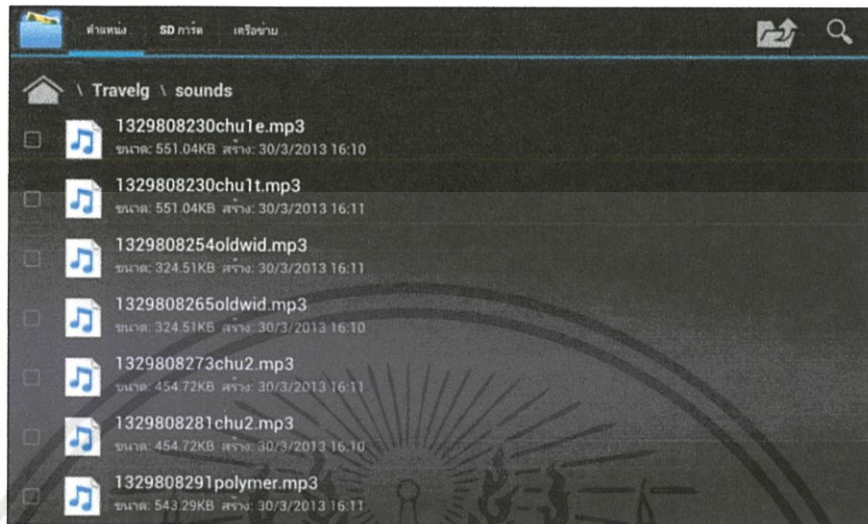 ตำแหน่ง SD การ์ด เครือข่าย
\ Travelg \ sounds
1329808230chu1e.mp3
ขนาด: 551.04KB สร้าง: 30/3/2013 16:10
1329808230chu1t.mp3
ขนาด: 551.04KB สร้าง: 30/3/2013 16:11
1329808254oldwid.mp3
ขนาด: 324.51KB สร้าง: 30/3/2013 16:11
1329808265oldwid.mp3
ขนาด: 324.51KB สร้าง: 30/3/2013 16:10
1329808273chu2.mp3
ขนาด: 454.72KB สร้าง: 30/3/2013 16:11
1329808281chu2.mp3
ขนาด: 454.72KB สร้าง: 30/3/2013 16:10
1329808291polymer.mp3
ขนาด: 543.29KB สร้าง: 30/3/2013 16:11